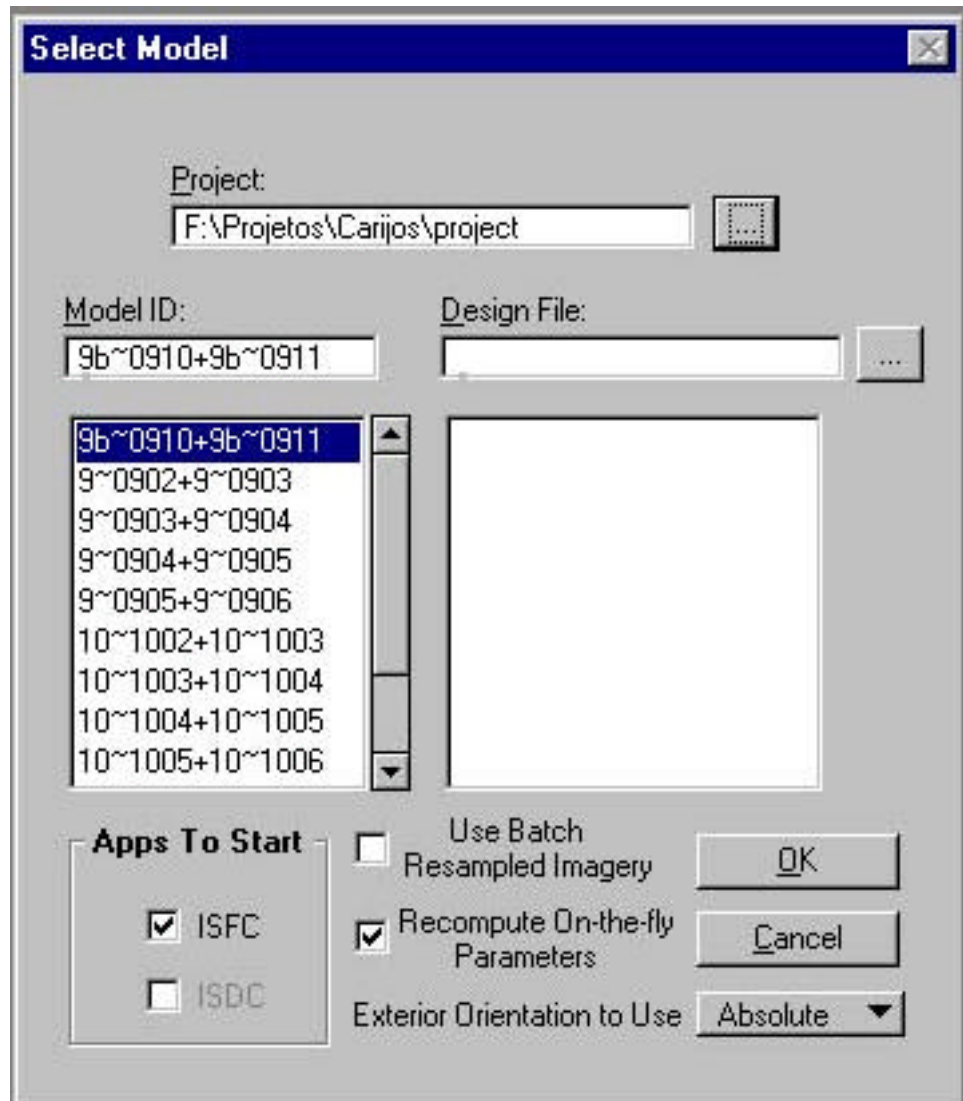 Select Model
Project:
F:\Projetos\Carijos\project
...
Model ID:
Design File:
9b~0910+9b~0911
...
9b~0910+9b~0911
9~0902+9~0903
9~0903+9~0904
9~0904+9~0905
9~0905+9~0906
10~1002+10~1003
10~1003+10~1004
10~1004+10~1005
10~1005+10~1006
Apps To Start
ISFC
ISDC
Use Batch
Resampled Imagery
Recompute On-the-fly
Parameters
Exterior Orientation to Use
Absolute
OK
Cancel